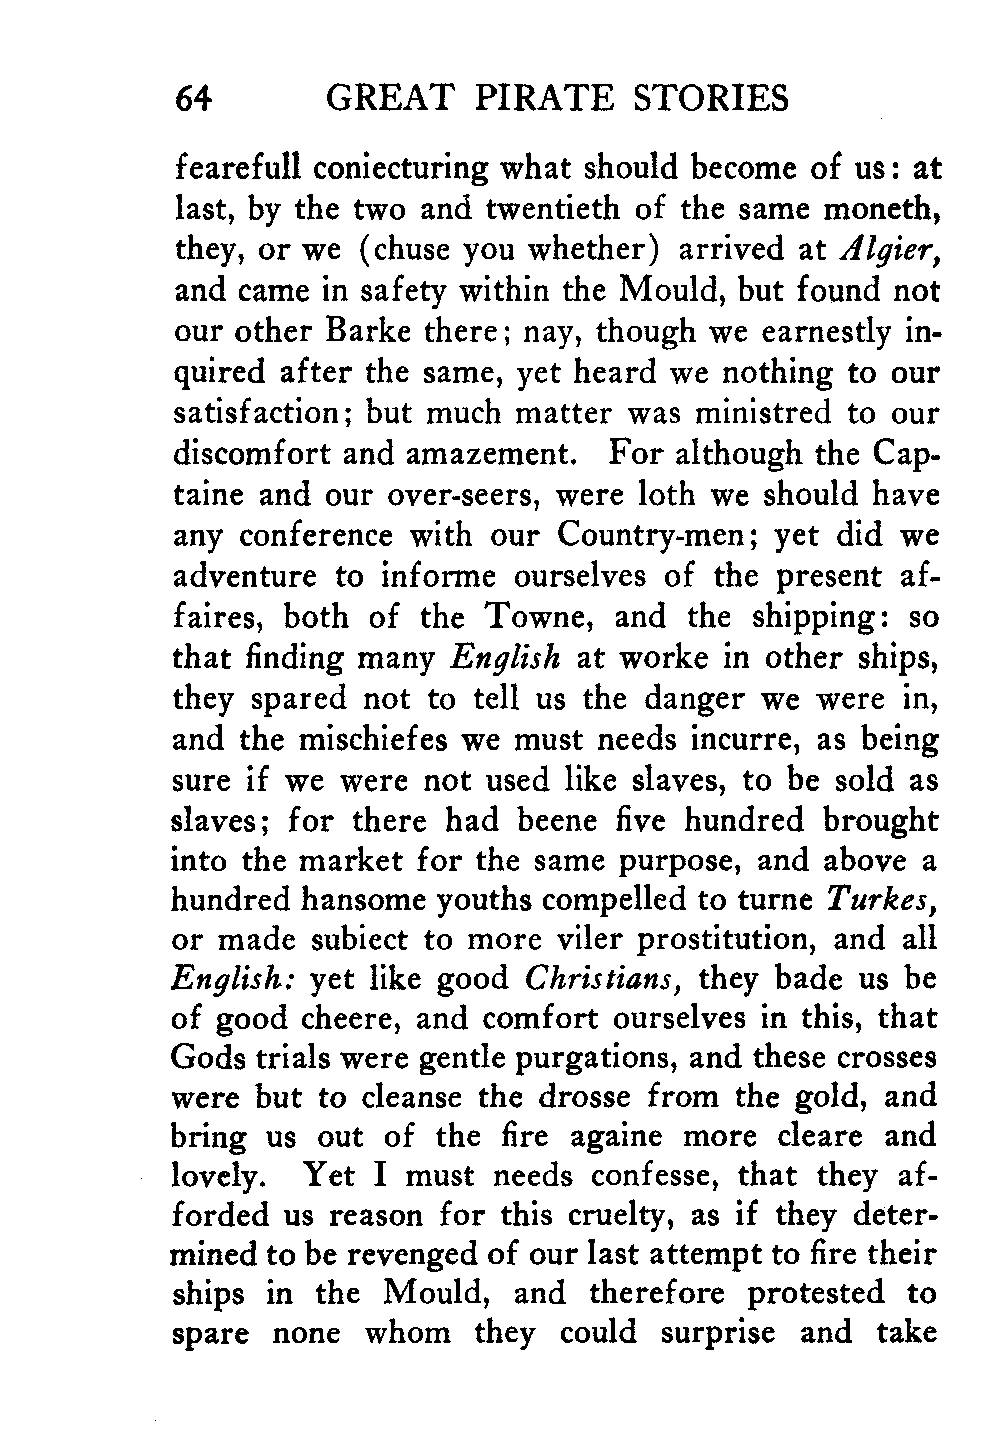 64 GREAT PIRATE STORIES
fearefull coniecturing what should become of us: at
last, by the two and twentieth of the same moneth,
they, or we (chuse you whether) arrived at Algier,
and came in safety within the Mould, but found not
our other Barke there; nay, though we earnestly in-
quired after the same, yet heard we nothing to our
satisfaction; but much matter was ministred to our
discomfort and amazement. For although the Cap-
taine and our over-seers, were loth we should have
any conference with our Country-men; yet did we
adventure to informe ourselves of the present af-
faires, both of the Towne, and the shipping: so
that finding many English at worke in other ships,
they spared not to tell us the danger we were in,
and the mischiefes we must needs incurre, as being
sure if we were not used like slaves, to be sold as
slaves; for there had beene five hundred brought
into the market for the same purpose, and above a
hundred hansome youths compelled to turne Turkes,
or made subiect to more viler prostitution, and all
English: yet like good Christians, they bade us be
of good cheere, and comfort ourselves in this, that
Gods trials were gentle purgations, and these crosses
were but to cleanse the drosse from the gold, and
bring us out of the fire againe more cleare and
lovely. Yet I must needs confesse, that they af-
forded us reason for this cruelty, as if they deter-
mined to be revenged of our last attempt to fire their
ships in the Mould, and therefore protested to
spare none whom they could surprise and take